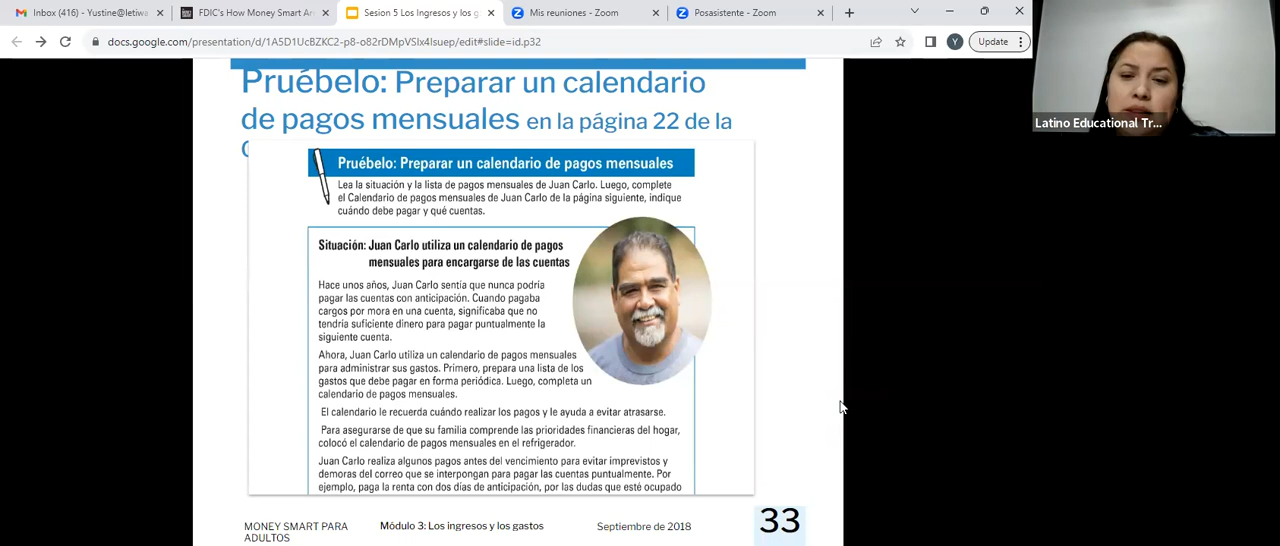 Inbox (416) - Yustine@letiwa
FDIC's How Money Smart Are
Sesion 5 Los Ingresos y los g
Mis reuniones - Zoom
Posasistente - Zoom
docs.google.com/presentation/d/1A5D1UcBZKC2-p8-o82rDMpVSlx4lsuep/edit#slide=id.p32
Y
Update
Latino Educational Tr...
Pruébelo: Preparar un calendario
de pagos mensuales en la página 22 de la
Pruébelo: Preparar un calendario de pagos mensuales
Lea la situación y la lista de pagos mensuales de Juan Carlo. Luego, complete
el Calendario de pagos mensuales de Juan Carlo de la página siguiente, indique
cuándo debe pagar y qué cuentas.
Situación: Juan Carlo utiliza un calendario de pagos
mensuales para encargarse de las cuentas
Hace unos años, Juan Carlo sentía que nunca podría
pagar las cuentas con anticipación. Cuando pagaba
cargos por mora en una cuenta, significaba que no
tendría suficiente dinero para pagar puntualmente la
siguiente cuenta.
Ahora, Juan Carlo utiliza un calendario de pagos mensuales
para administrar sus gastos. Primero, prepara una lista de los
gastos que debe pagar en forma periódica. Luego, completa un
calendario de pagos mensuales.
El calendario le recuerda cuándo realizar los pagos y le ayuda a evitar atrasarse.
Para asegurarse de que su familia comprende las prioridades financieras del hogar,
colocó el calendario de pagos mensuales en el refrigerador.
Juan Carlo realiza algunos pagos antes del vencimiento para evitar imprevistos y
demoras del correo que se interpongan para pagar las cuentas puntualmente. Por
ejemplo, paga la renta con dos días de anticipación, por las dudas que esté ocupado
MONEY SMART PARA
ADULTOS
Módulo 3: Los ingresos y los gastos
Septiembre de 2018
33